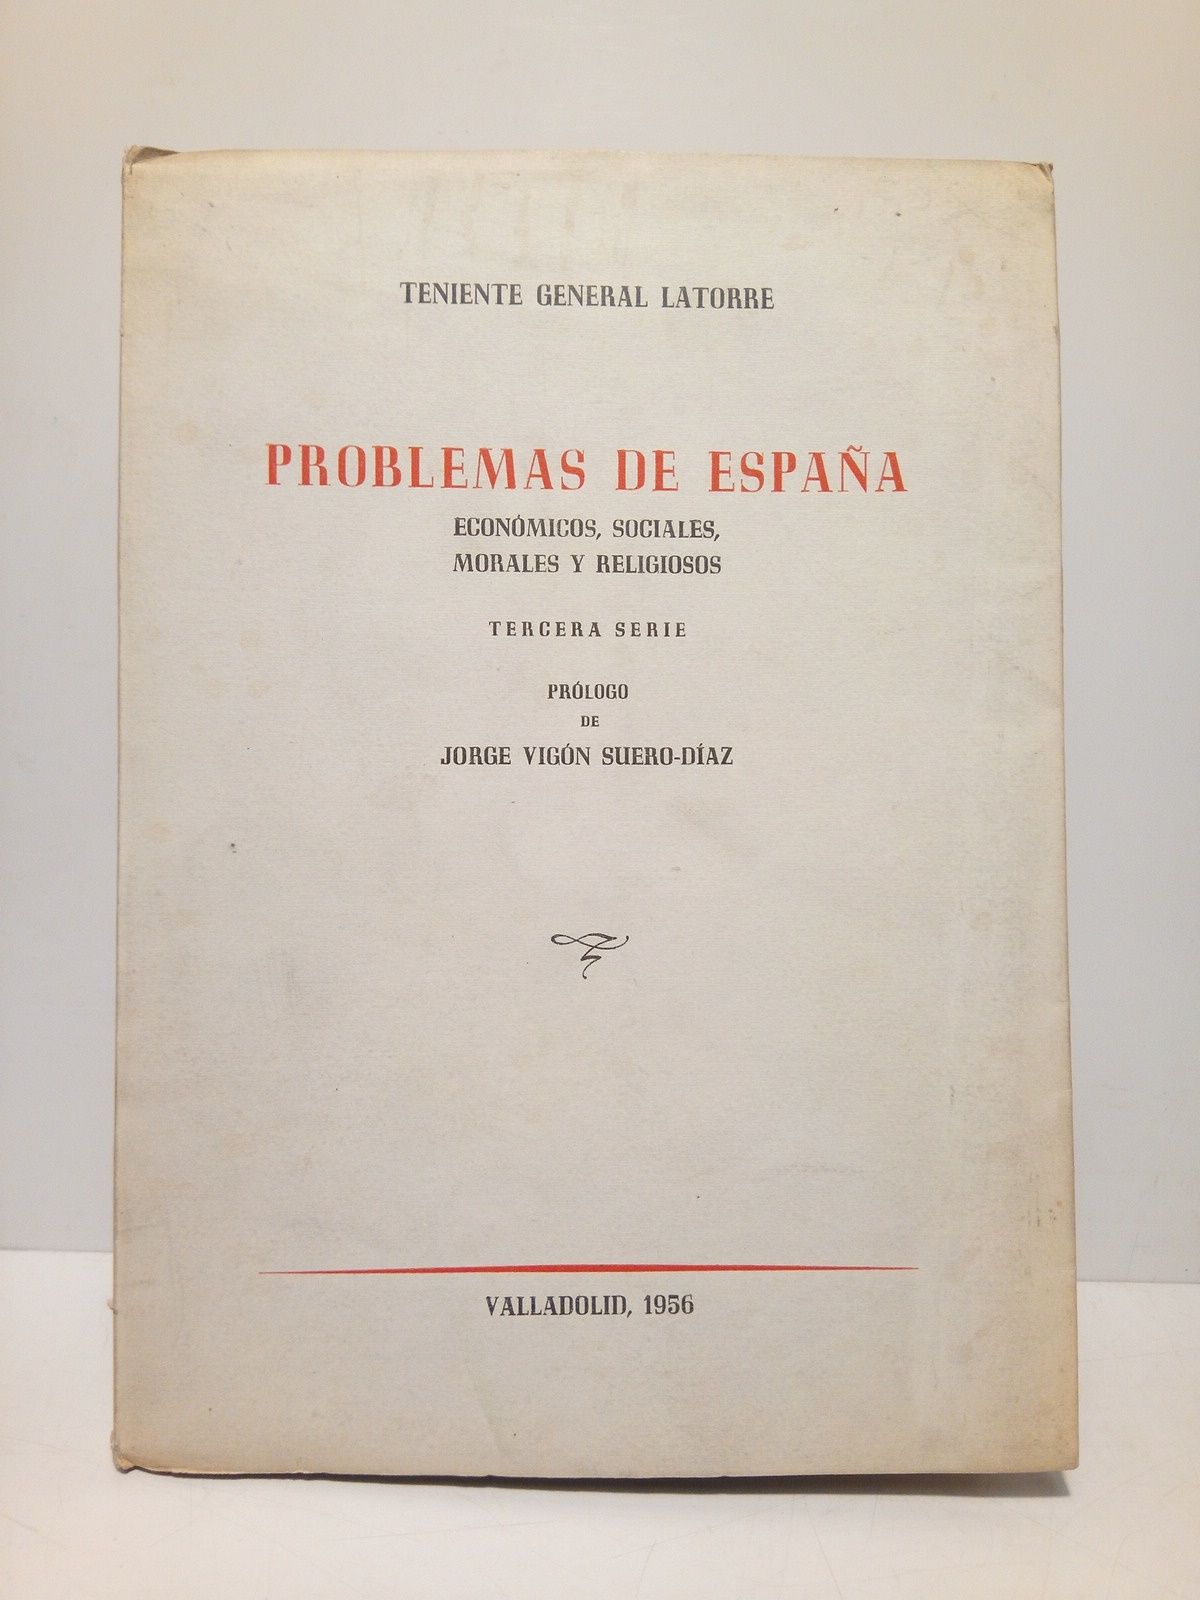 TENIENTE GENERAL LATORRE
PROBLEMAS DE ESPAÑA
ECONÓMICOS, SOCIALES,
MORALES Y RELIGIOSOS
TERCERA SERIE
PRÓLOGO
DE
JORGE VIGÓN SUERO-DÍAZ
VALLADOLID, 1956